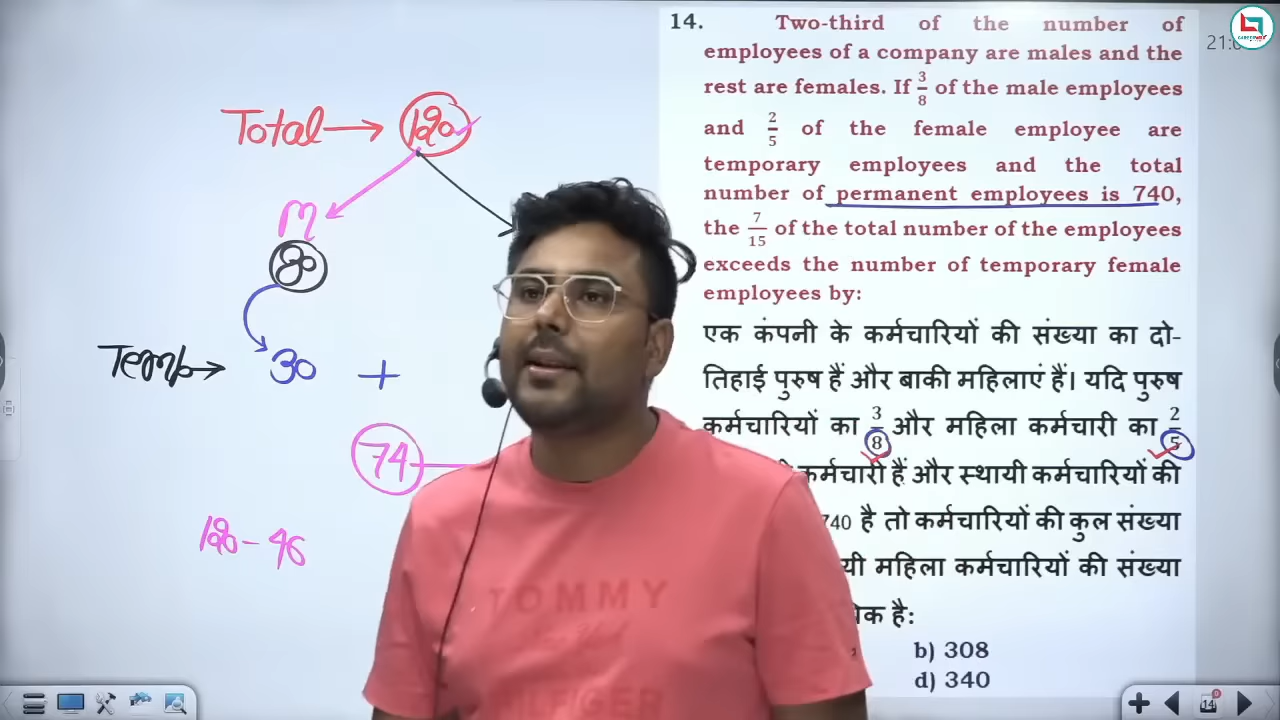 14. Two-third of the number of
employees of a company are males and the
rest are females. If 3/8 of the male employees
and 2/5 of the female employee are
temporary employees and the total
number of permanent employees is 740,
the 7/15 of the total number of the employees
exceeds the number of temporary female
employees by:
एक कंपनी के कर्मचारियों की संख्या का दो-
तिहाई पुरुष हैं और बाकी महिलाएं हैं। यदि पुरुष
कर्मचारियों का 3/8 और महिला कर्मचारी का 2/5
कर्मचारी हैं और स्थायी कर्मचारियों की
740 है तो कर्मचारियों की कुल संख्या
महिला कर्मचारियों की संख्या
है:
b) 308
d) 340
Total → 120
M
80
Temp → 30 +
74
120 - 46
TOMMY
HILFIGER
14